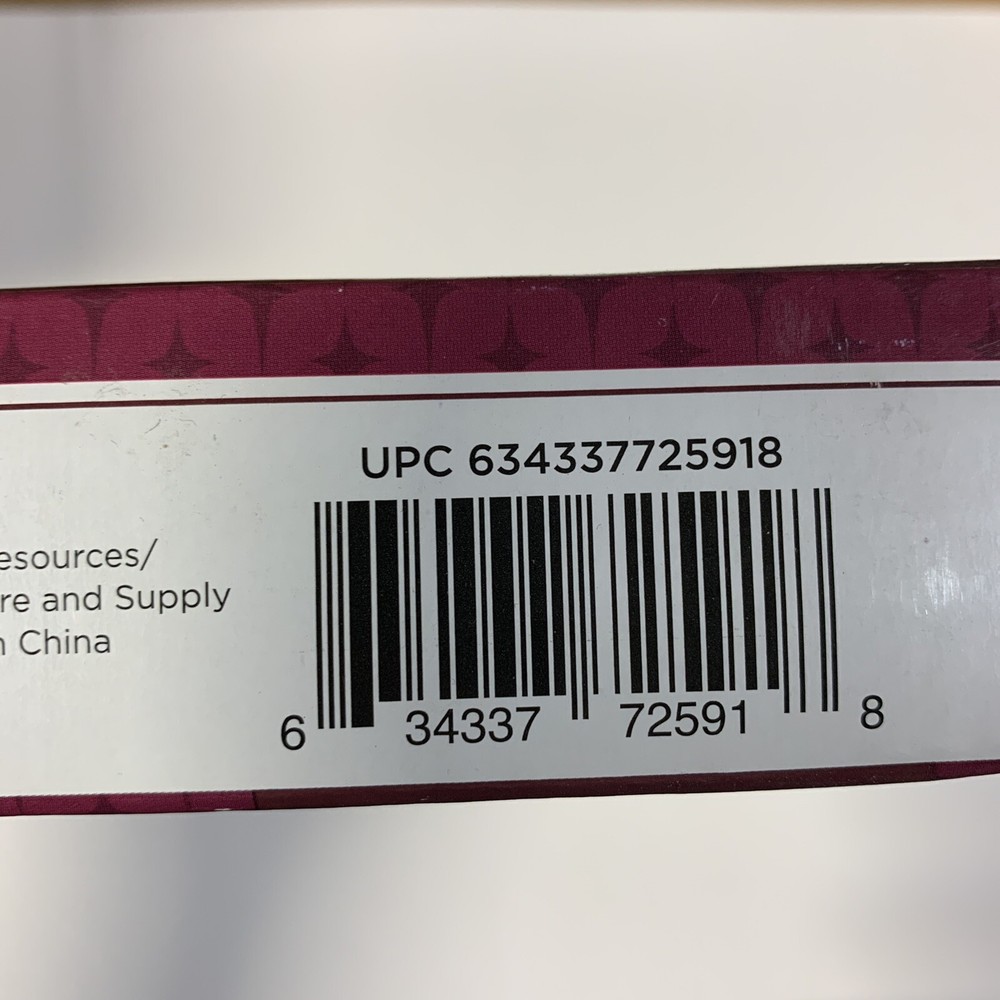 UPC 634337725918
esources/
re and Supply
n China
6 34337 72591 8